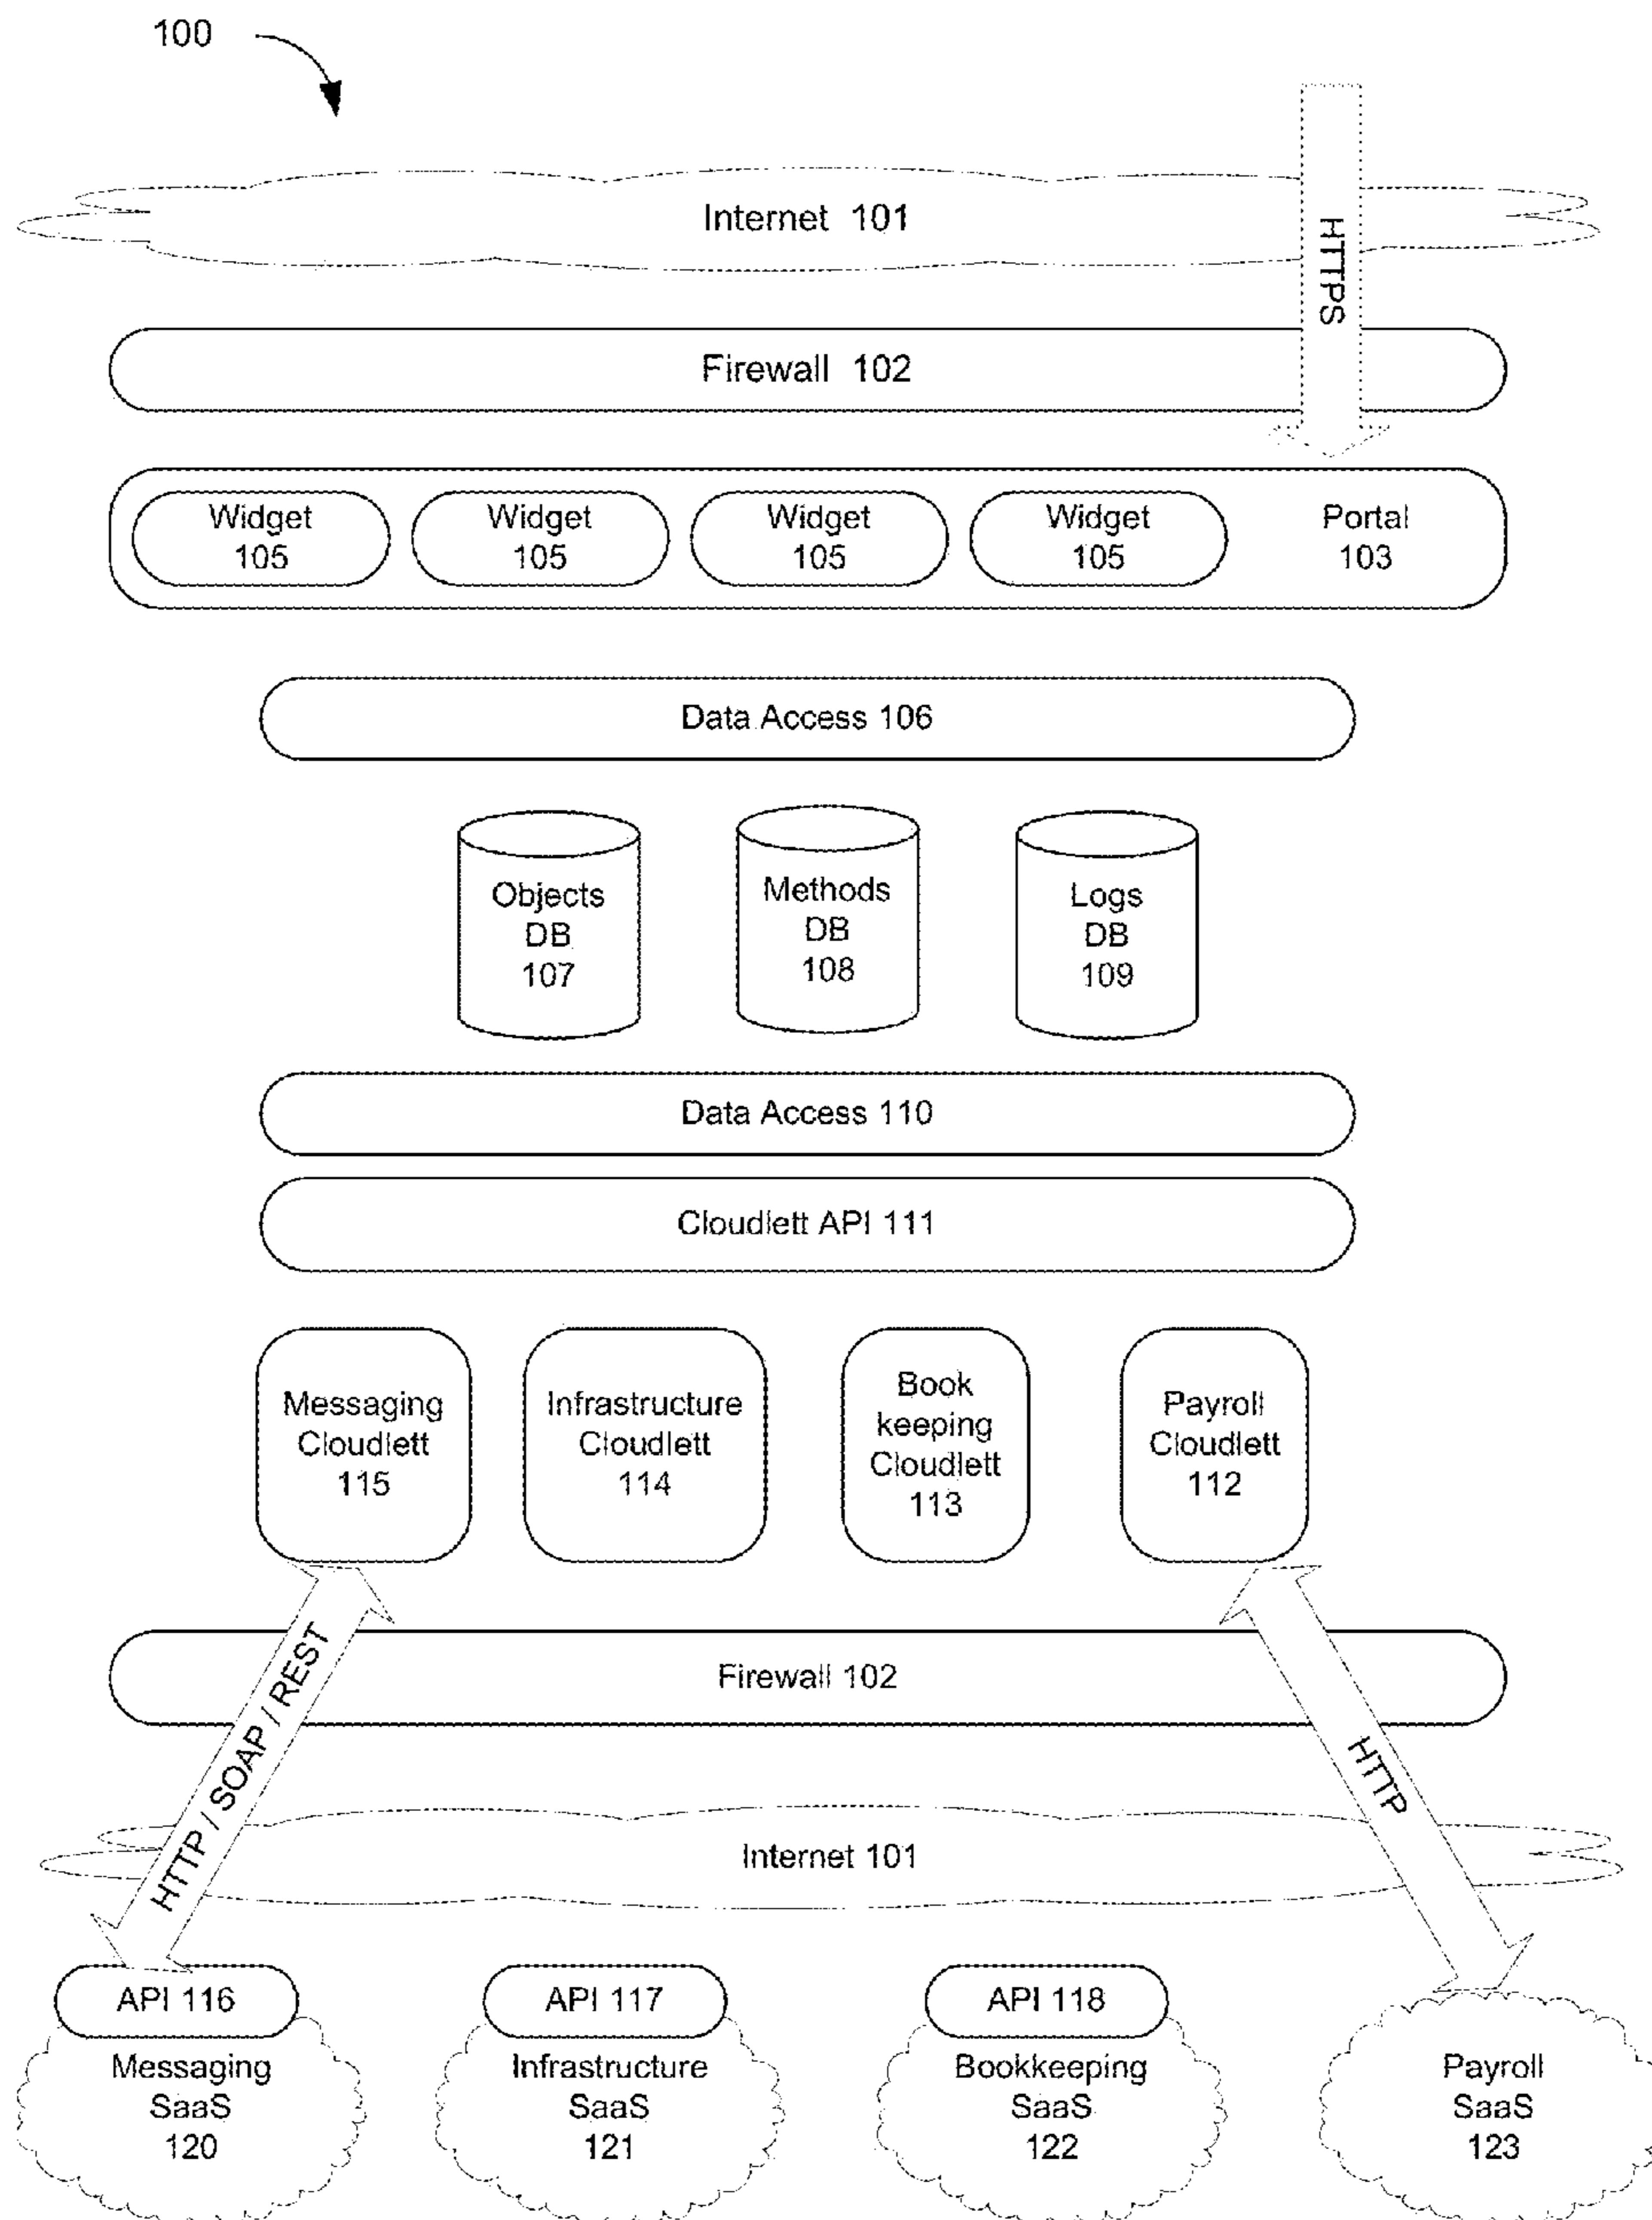 100
Internet 101
HTTPS
Firewall 102
Widget
105
Widget
105
Widget
105
Widget
105
Portal
103
Data Access 106
Objects
DB
107
Methods
DB
108
Logs
DB
109
Data Access 110
Cloudlett API 111
Messaging
Cloudlett
115
Infrastructure
Cloudlett
114
Book
keeping
Cloudlett
113
Payroll
Cloudlett
112
Firewall 102
HTTP / SOAP / REST
HTTP
Internet 101
API 116
Messaging
SaaS
120
API 117
Infrastructure
SaaS
121
API 118
Bookkeeping
SaaS
122
Payroll
SaaS
123